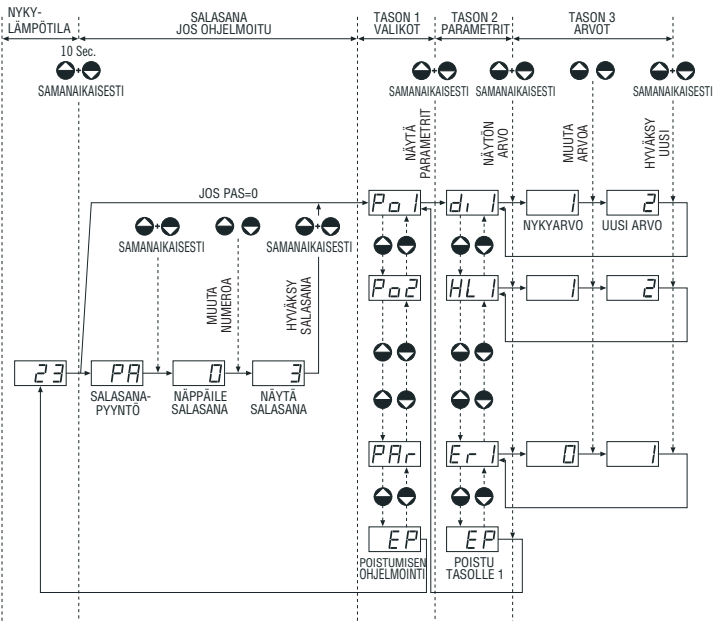 NYKY-
LÄMPÖTILA
SALASANA
JOS OHJELMOITU
TASON 1
VALIKOT
TASON 2
PARAMETRIT
TASON 3
ARVOT
10 Sec.
+
SAMANAIKAISESTI
+
SAMANAIKAISESTI
+
SAMANAIKAISESTI
+
SAMANAIKAISESTI
NÄYTÄ
PARAMETRIT
NÄYTÖN
ARVO
MUUTA
ARVOA
HYVÄKSY
UUSI
JOS PAS=0
Po1
di1
1
2
NYKYARVO
UUSI ARVO
+
SAMANAIKAISESTI
+
SAMANAIKAISESTI
MUUTA
NUMEROA
HYVÄKSY
SALASANA
Po2
HL1
1
2
23
PA
0
3
SALASANA-
PYYNTÖ
NÄPPÄILE
SALASANA
NÄYTÄ
SALASANA
PAr
Er1
0
1
EP
EP
POISTUMISEN
OHJELMOINTI
POISTU
TASOLLE 1